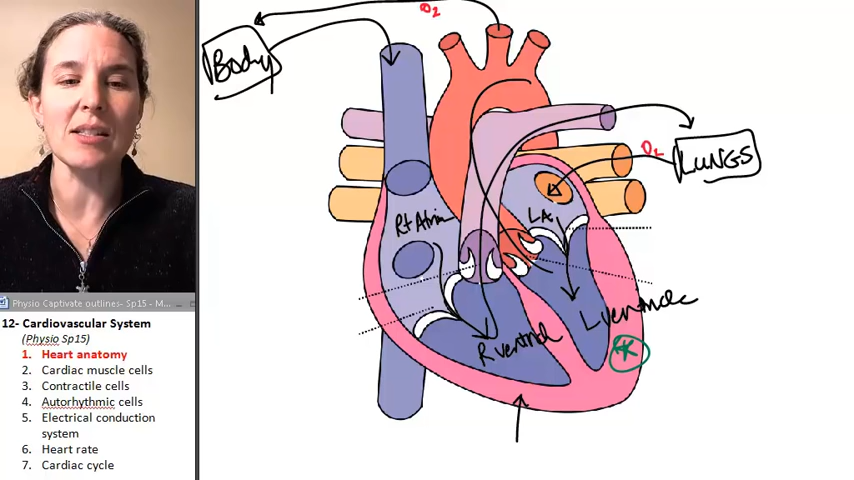 O2
Body
O2
LUNGS
Rt Atrium
LA
L ventricle
R ventricl
*
Physio Captivate outlines- Sp15 - M...
12- Cardiovascular System
(Physio Sp15)
1. Heart anatomy
2. Cardiac muscle cells
3. Contractile cells
4. Autorhythmic cells
5. Electrical conduction
system
6. Heart rate
7. Cardiac cycle